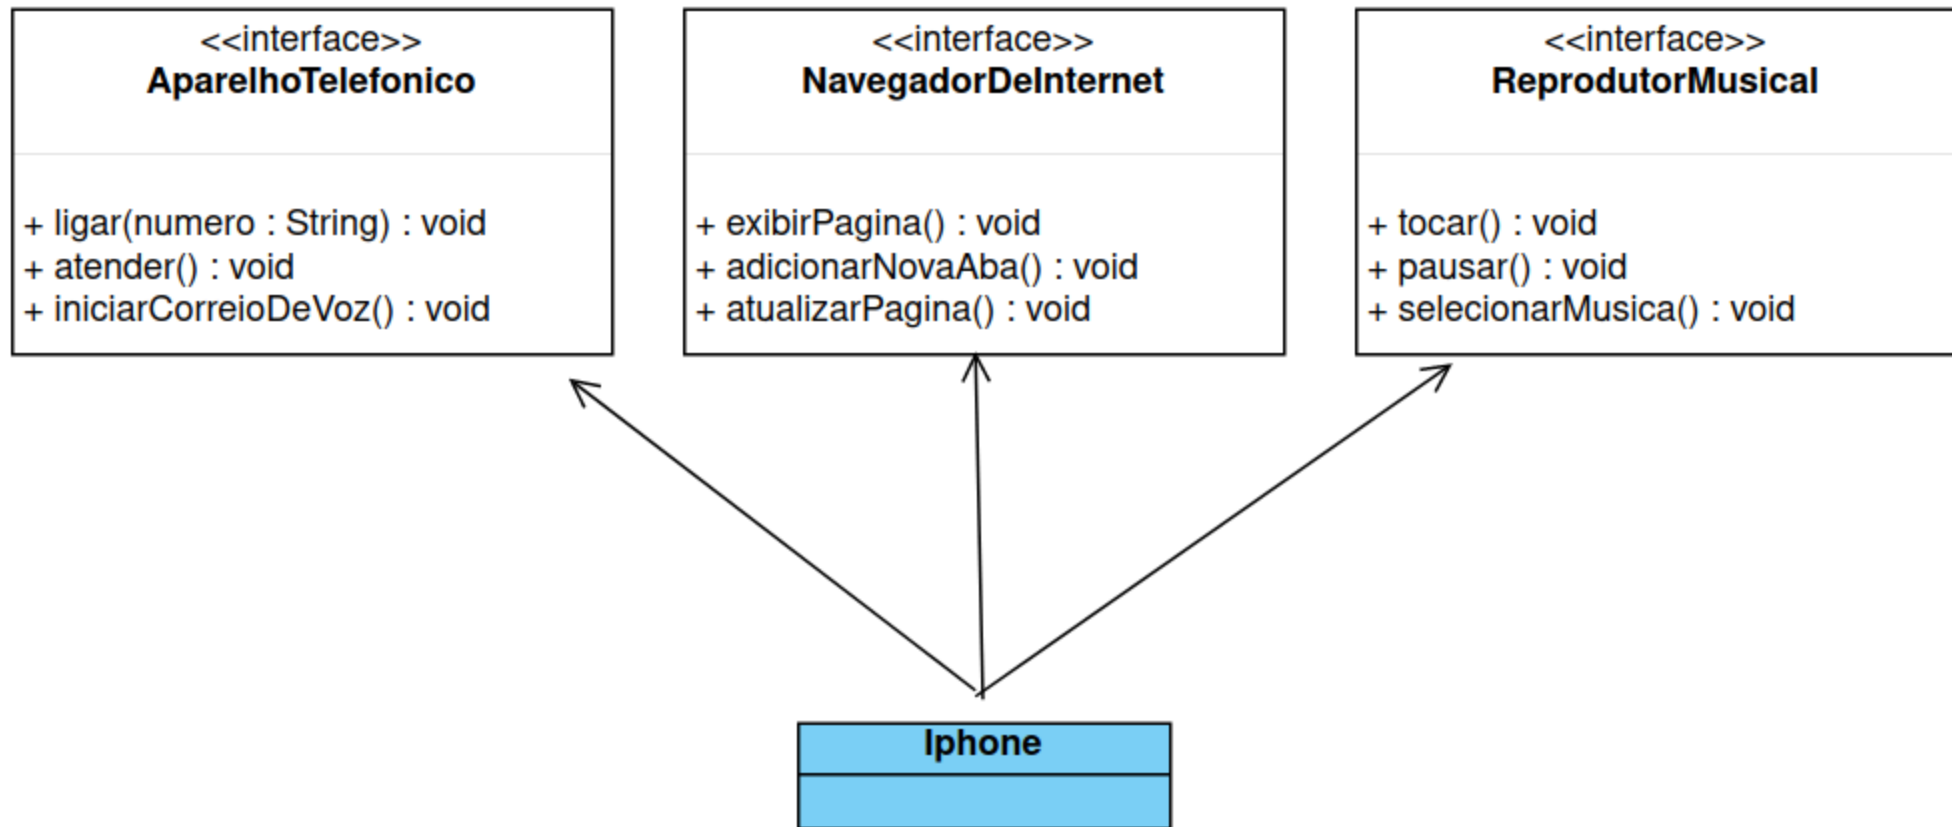 <<interface>>
AparelhoTelefonico
+ ligar(numero : String) : void
+ atender() : void
+ iniciarCorreioDeVoz() : void
<<interface>>
NavegadorDeInternet
+ exibirPagina() : void
+ adicionarNovaAba() : void
+ atualizarPagina() : void
<<interface>>
ReprodutorMusical
+ tocar() : void
+ pausar() : void
+ selecionarMusica() : void
Iphone